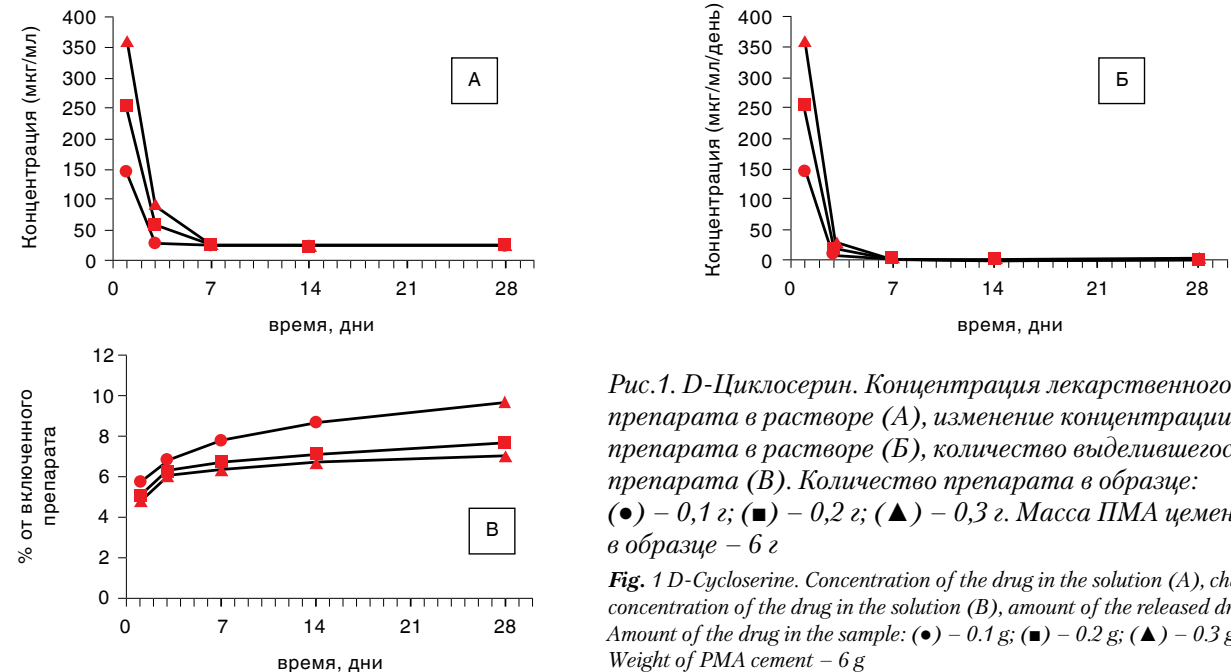 Концентрация (мкг/мл)
400
350
300
250
200
150
100
50
0
А
0 7 14 21 28
время, дни
Концентрация (мкг/мл/день)
400
350
300
250
200
150
100
50
0
Б
0 7 14 21 28
время, дни
% от включенного
препарата
12
10
8
6
4
2
0
В
0 7 14 21 28
время, дни
Рис.1. D-Циклосерин. Концентрация лекарственного
препарата в растворе (А), изменение концентрации
препарата в растворе (Б), количество выделившегос
препарата (В). Количество препарата в образце:
(●) – 0,1 г; (■) – 0,2 г; (▲) – 0,3 г. Масса ПМА цемен
в образце – 6 г
Fig. 1 D-Cycloserine. Concentration of the drug in the solution (A), cha
concentration of the drug in the solution (B), amount of the released dr
Amount of the drug in the sample: (●) – 0.1 g; (■) – 0.2 g; (▲) – 0.3 g
Weight of PMA cement – 6 g